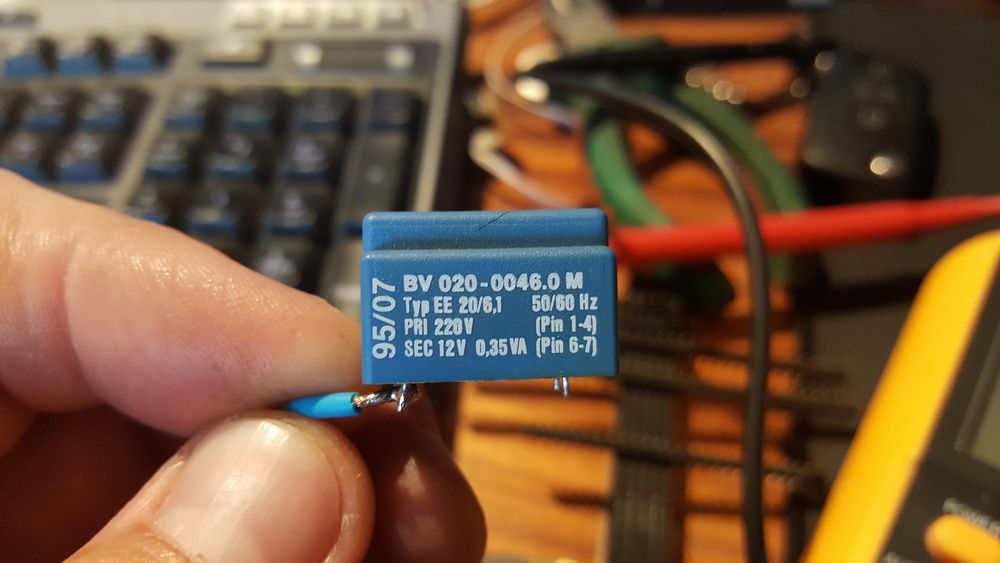 95/07
BV 020-0046.0 M
Typ EE 20/6,1 50/60 Hz
PRI 220V (Pin 1-4)
SEC 12V 0,35VA (Pin 6-7)